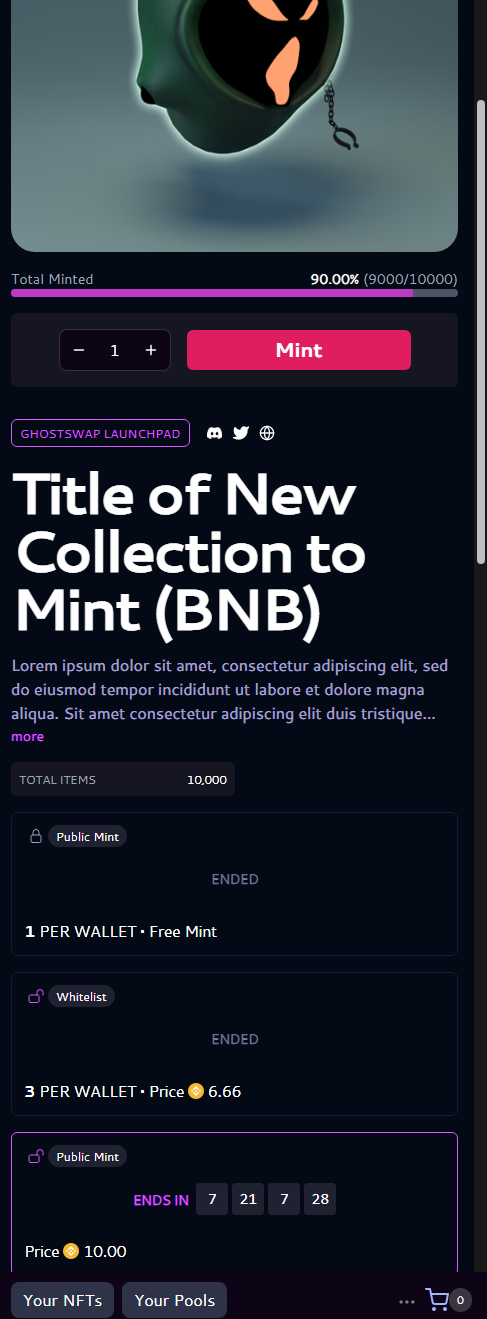 Total Minted 90.00% (9000/10000)
− 1 + Mint
GHOSTSWAP LAUNCHPAD
Title of New
Collection to
Mint (BNB)
Lorem ipsum dolor sit amet, consectetur adipiscing elit, sed
do eiusmod tempor incididunt ut labore et dolore magna
aliqua. Sit amet consectetur adipiscing elit duis tristique...
more
TOTAL ITEMS 10,000
Public Mint
ENDED
1 PER WALLET • Free Mint
Whitelist
ENDED
3 PER WALLET • Price 6.66
Public Mint
ENDS IN 7 21 7 28
Price 10.00
Your NFTs Your Pools ... 0